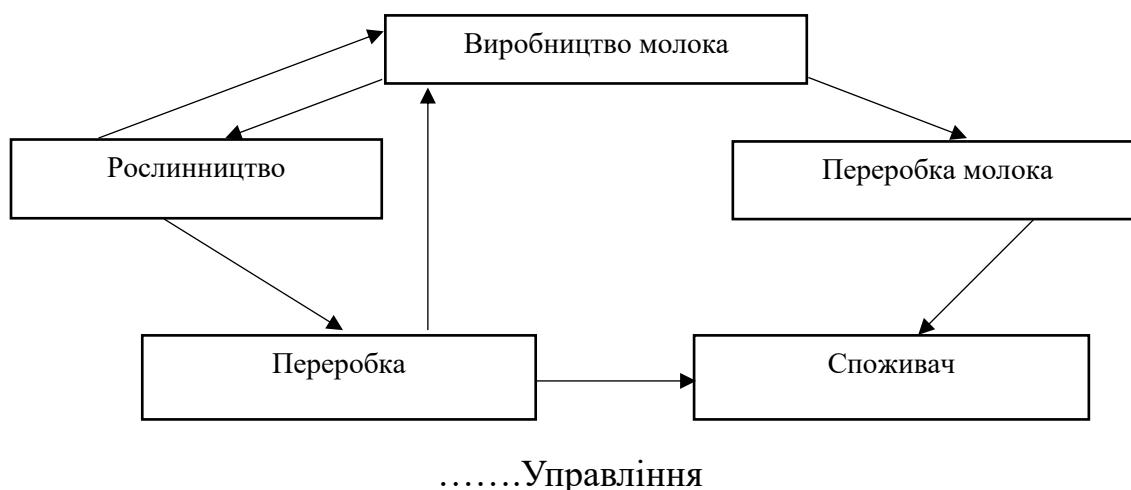 Виробництво молока
Рослинництво
Переробка молока
Переробка
Споживач
…….Управління